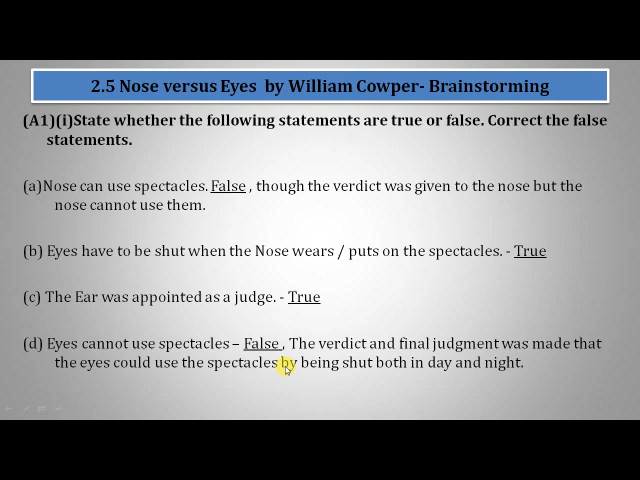 2.5 Nose versus Eyes by William Cowper- Brainstorming
(A1)(i)State whether the following statements are true or false. Correct the false
statements.
(a)Nose can use spectacles. False , though the verdict was given to the nose but the
nose cannot use them.
(b) Eyes have to be shut when the Nose wears / puts on the spectacles. - True
(c) The Ear was appointed as a judge. - True
(d) Eyes cannot use spectacles – False , The verdict and final judgment was made that
the eyes could use the spectacles by being shut both in day and night.